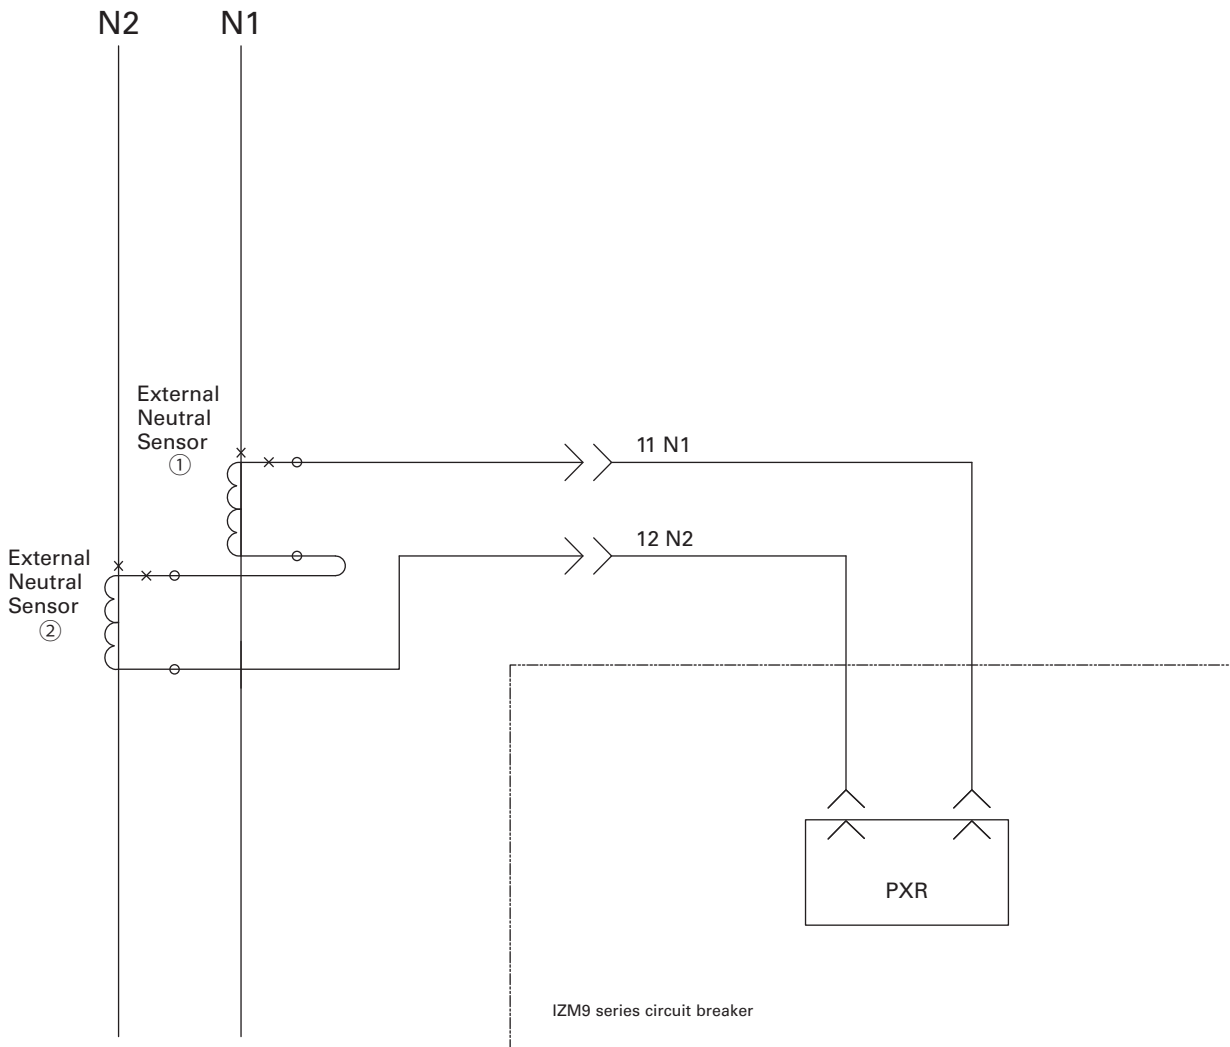 N2
N1
External
Neutral
Sensor
①
11 N1
12 N2
External
Neutral
Sensor
②
PXR
IZM9 series circuit breaker